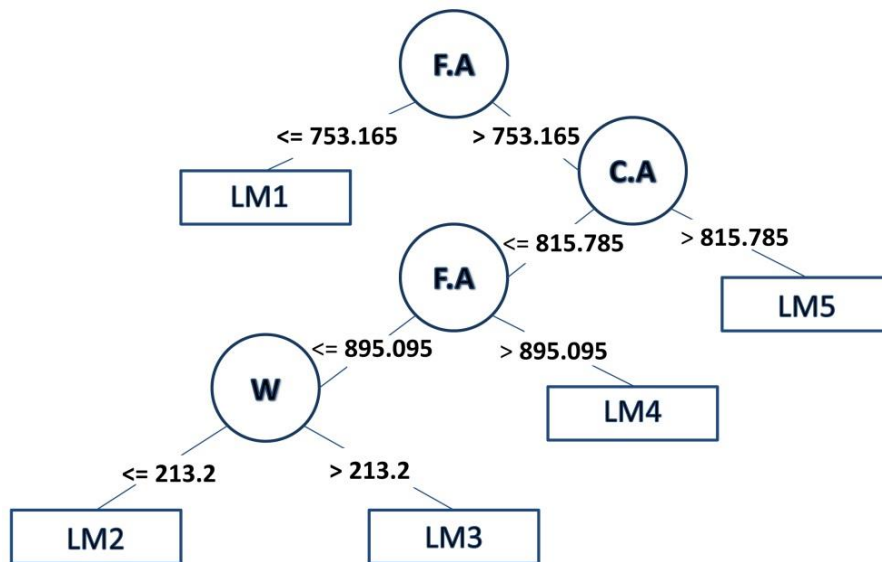 F.A
<= 753.165
> 753.165
LM1
C.A
<= 815.785
> 815.785
F.A
LM5
<= 895.095
> 895.095
W
LM4
<= 213.2
> 213.2
LM2
LM3